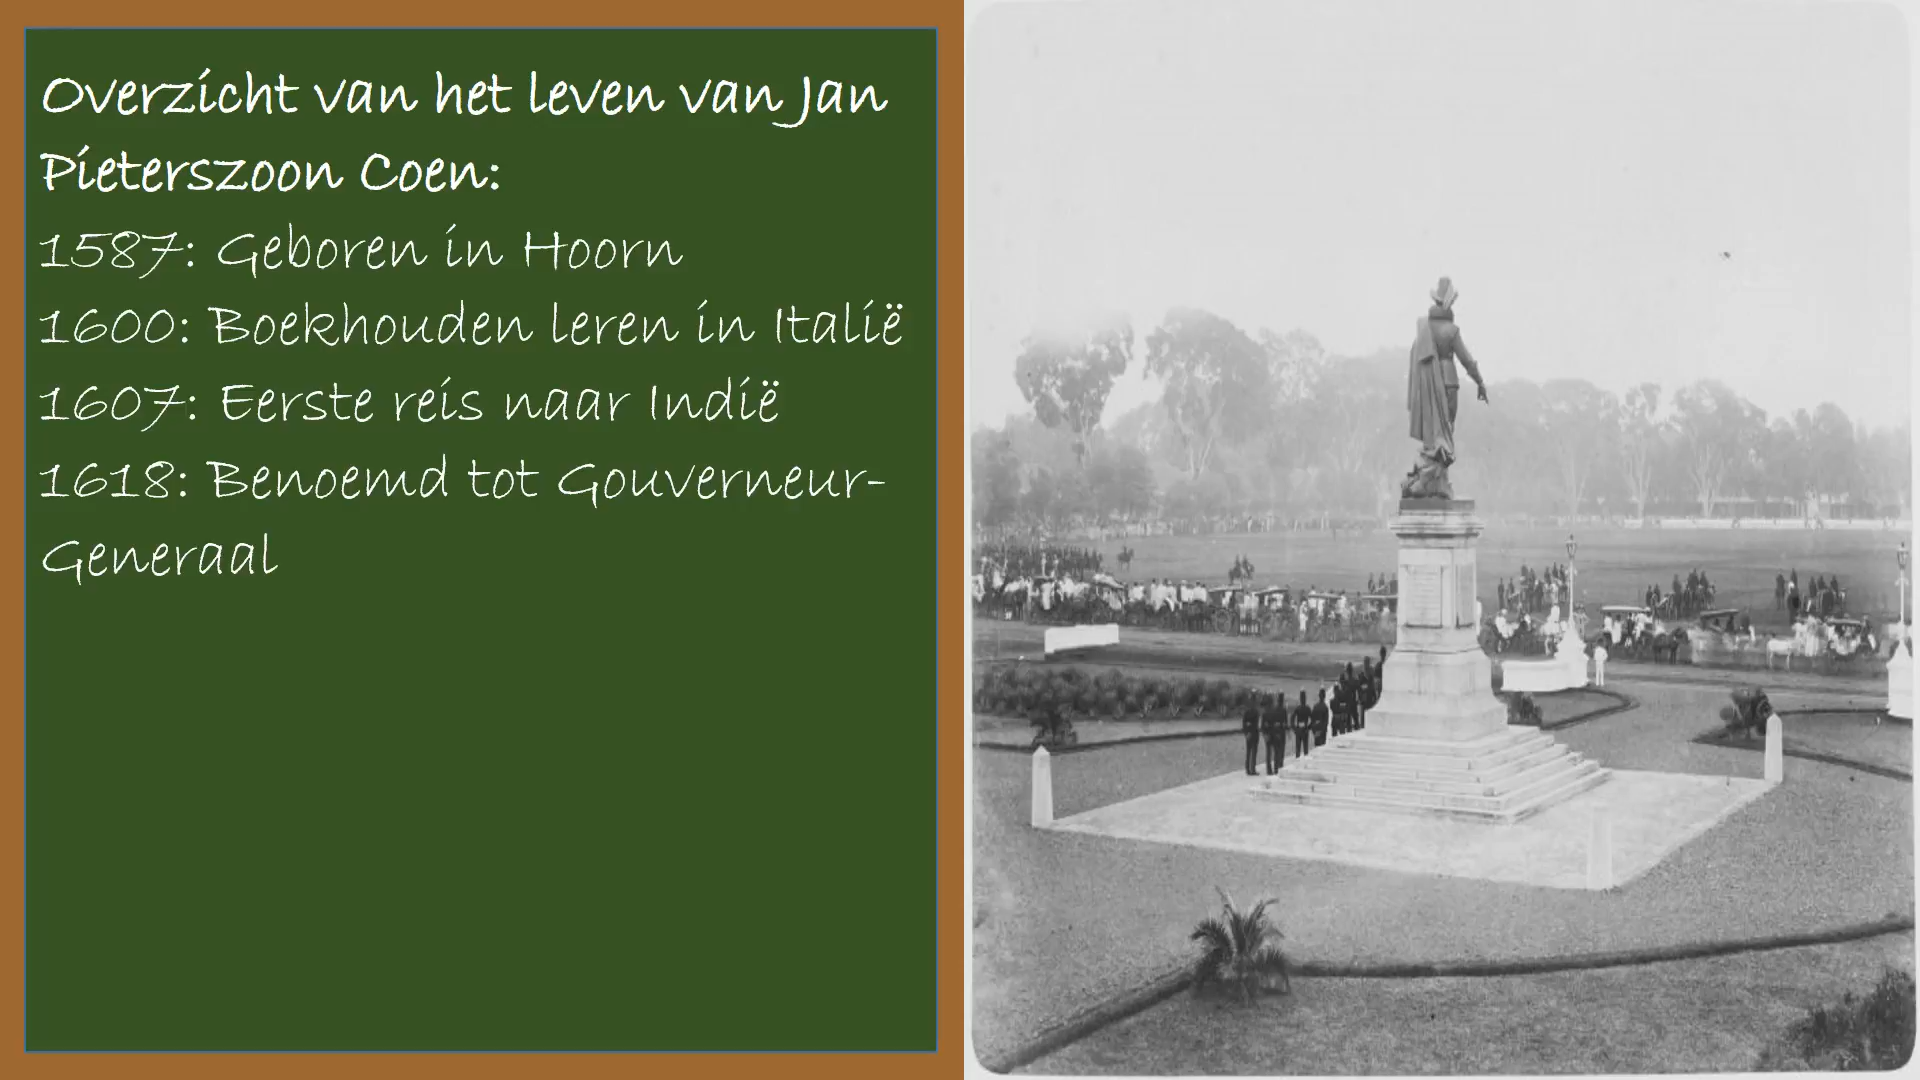 Overzicht van het leven van Jan
Pieterszoon Coen:
1587: Geboren in Hoorn
1600: Boekhouden leren in Italië
1607: Eerste reis naar Indië
1618: Benoemd tot Gouverneur-
Generaal